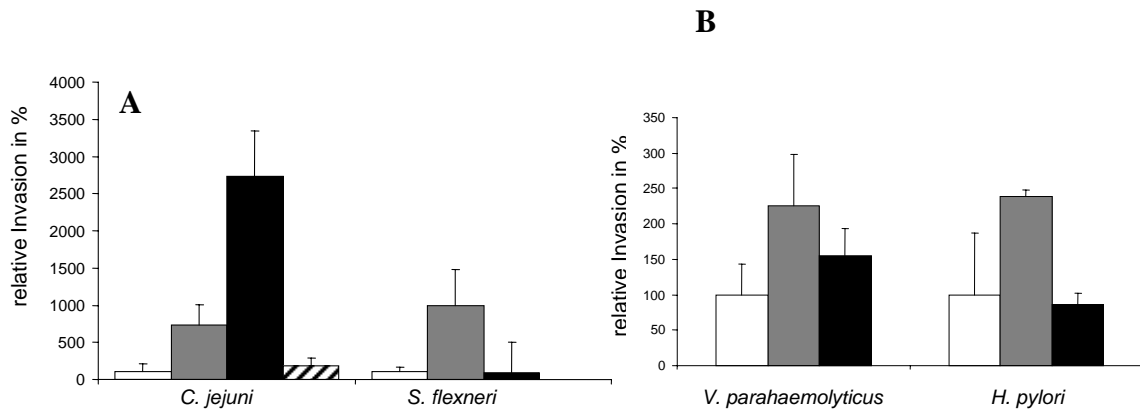 B
A
relative Invasion in %
4000
3500
3000
2500
2000
1500
1000
500
0
C. jejuni
S. flexneri
relative Invasion in %
350
300
250
200
150
100
50
0
V. parahaemolyticus
H. pylori